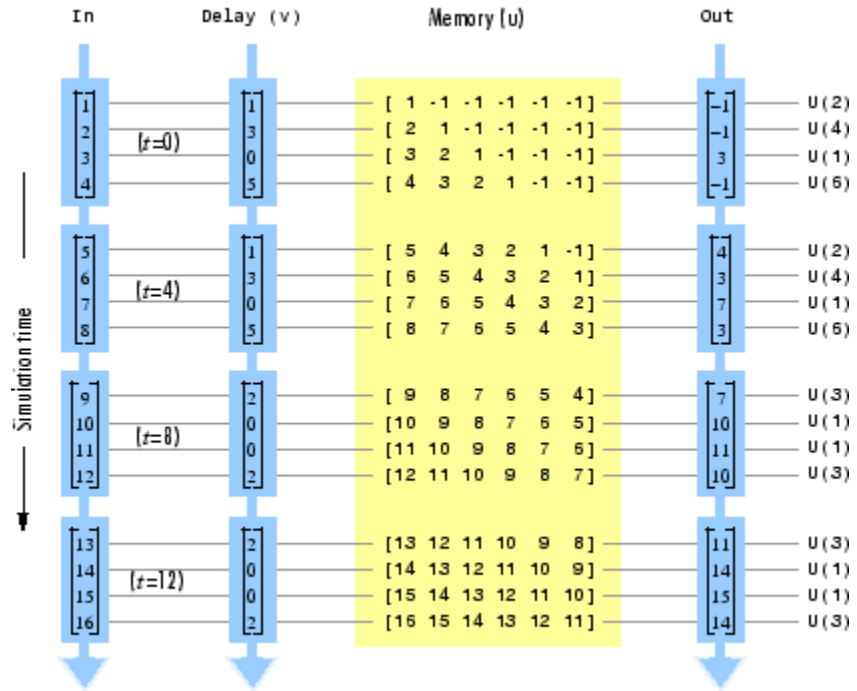 In Delay (v) Memory (u) Out
1 1 [ 1 -1 -1 -1 -1 -1] -1 U(2)
2 3 [ 2 1 -1 -1 -1 -1] -1 U(4)
(t=0)
3 0 [ 3 2 1 -1 -1 -1] 3 U(1)
4 5 [ 4 3 2 1 -1 -1] -1 U(6)
5 1 [ 5 4 3 2 1 -1] 4 U(2)
6 3 [ 6 5 4 3 2 1] 3 U(4)
(t=4)
7 0 [ 7 6 5 4 3 2] 7 U(1)
8 5 [ 8 7 6 5 4 3] 3 U(6)
Simulation time
9 2 [ 9 8 7 6 5 4] 7 U(3)
10 0 [10 9 8 7 6 5] 10 U(1)
(t=8)
11 0 [11 10 9 8 7 6] 11 U(1)
12 2 [12 11 10 9 8 7] 10 U(3)
13 2 [13 12 11 10 9 8] 11 U(3)
14 0 [14 13 12 11 10 9] 14 U(1)
(t=12)
15 0 [15 14 13 12 11 10] 15 U(1)
16 2 [16 15 14 13 12 11] 14 U(3)